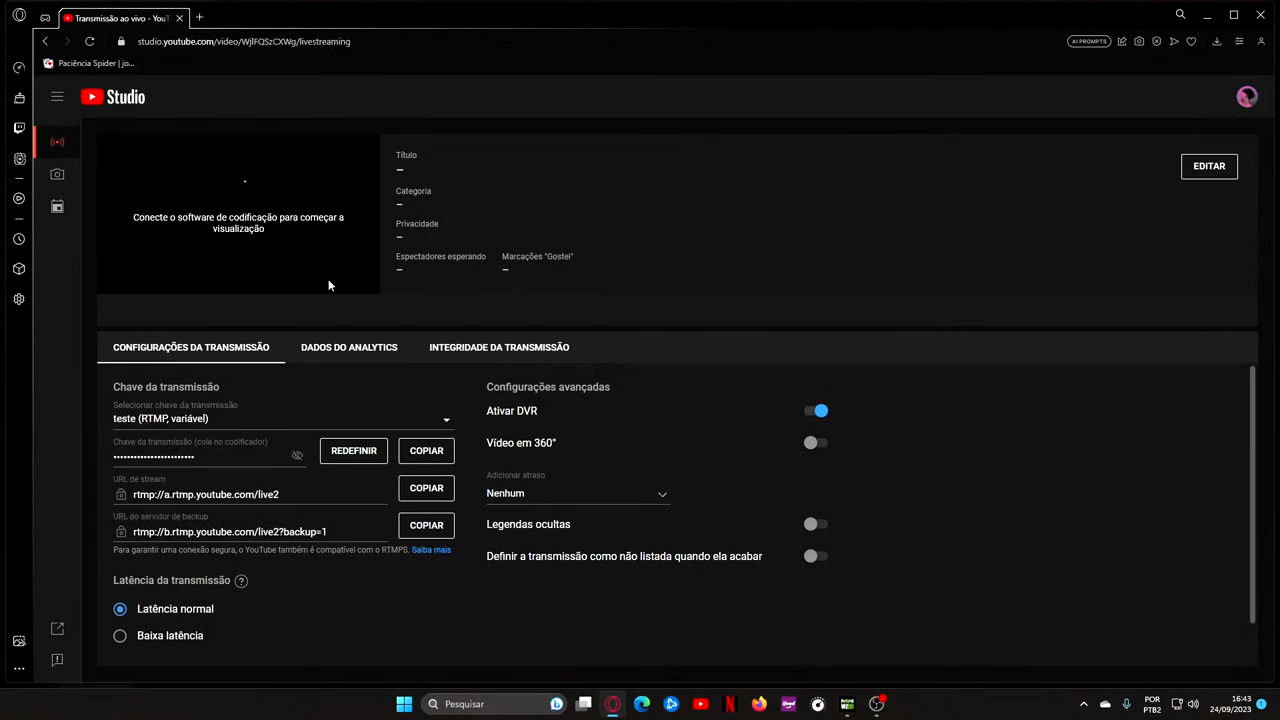 Transmissão ao vivo - YouT
studio.youtube.com/video/WjlFQSzCXWg/livestreaming
AI PROMPTS
Paciência Spider | jo...
Studio
Conecte o software de codificação para começar a
visualização
Título
–
Categoria
–
Privacidade
–
Espectadores esperando
Marcações "Gostei"
–
–
EDITAR
CONFIGURAÇÕES DA TRANSMISSÃO
DADOS DO ANALYTICS
INTEGRIDADE DA TRANSMISSÃO
Chave da transmissão
Selecionar chave da transmissão
teste (RTMP, variável)
Chave da transmissão (cole no codificador)
••••••••••••••••••••••••
REDEFINIR
COPIAR
URL de stream
rtmp://a.rtmp.youtube.com/live2
COPIAR
URL do servidor de backup
rtmp://b.rtmp.youtube.com/live2?backup=1
COPIAR
Para garantir uma conexão segura, o YouTube também é compatível com o RTMPS. Saiba mais
Latência da transmissão
Latência normal
Baixa latência
Configurações avançadas
Ativar DVR
Vídeo em 360°
Adicionar atraso
Nenhum
Legendas ocultas
Definir a transmissão como não listada quando ela acabar
Pesquisar
POR
PTB2
16:43
24/09/2023